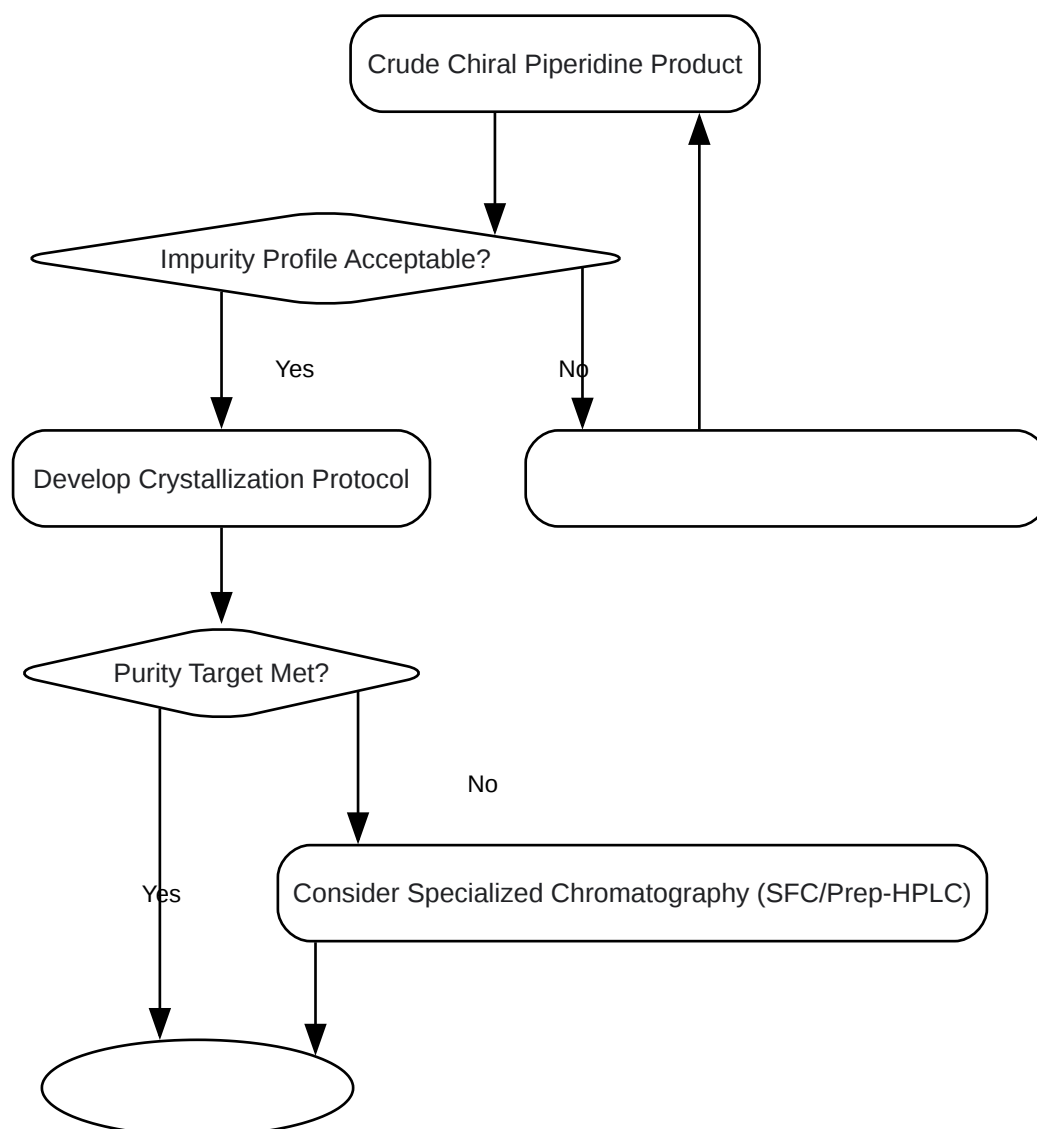 Crude Chiral Piperidine Product
Impurity Profile Acceptable?
Yes
No
Develop Crystallization Protocol
Purity Target Met?
No
Yes
Consider Specialized Chromatography (SFC/Prep-HPLC)